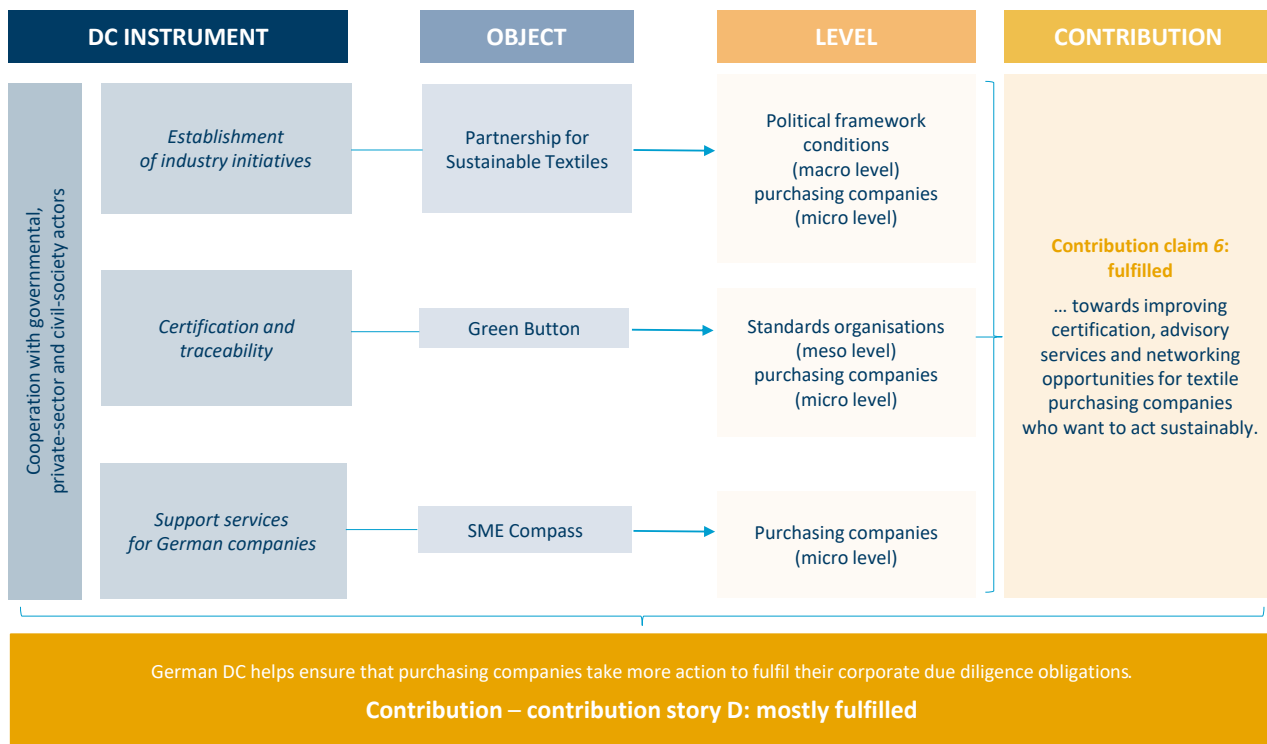 DC INSTRUMENT
OBJECT
LEVEL
CONTRIBUTION
Cooperation with governmental,
private-sector and civil-society actors
Establishment
of industry initiatives
Partnership for
Sustainable Textiles
Political framework
conditions
(macro level)
purchasing companies
(micro level)
Certification and
traceability
Green Button
Standards organisations
(meso level)
purchasing companies
(micro level)
Support services
for German companies
SME Compass
Purchasing companies
(micro level)
Contribution claim 6:
fulfilled
… towards improving
certification, advisory
services and networking
opportunities for textile
purchasing companies
who want to act sustainably.
German DC helps ensure that purchasing companies take more action to fulfil their corporate due diligence obligations.
Contribution – contribution story D: mostly fulfilled